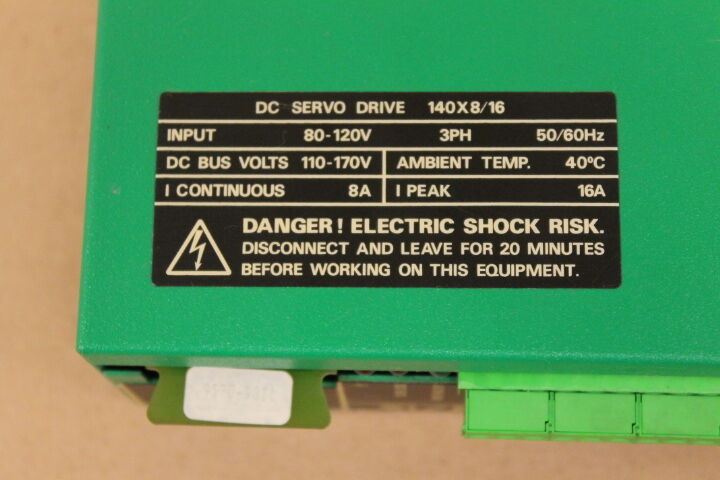 DC SERVO DRIVE 140X8/16
INPUT 80-120V 3PH 50/60Hz
DC BUS VOLTS 110-170V AMBIENT TEMP. 40°C
I CONTINUOUS 8A I PEAK 16A
DANGER! ELECTRIC SHOCK RISK.
DISCONNECT AND LEAVE FOR 20 MINUTES
BEFORE WORKING ON THIS EQUIPMENT.